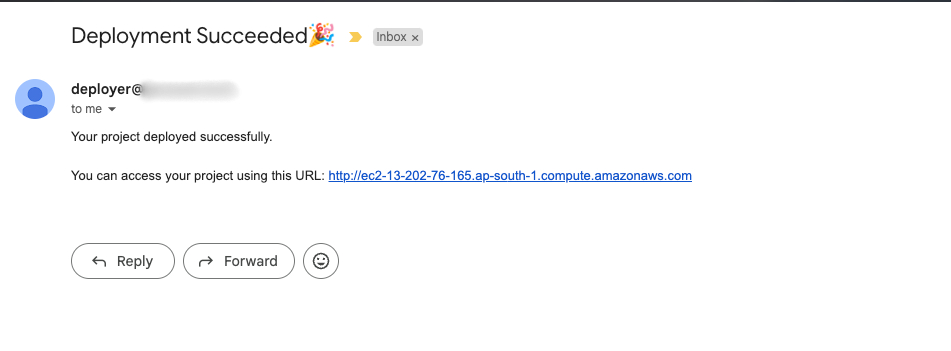 Deployment Succeeded🎉 Inbox ×
deployer@
to me
Your project deployed successfully.
You can access your project using this URL: http://ec2-13-202-76-165.ap-south-1.compute.amazonaws.com
Reply Forward